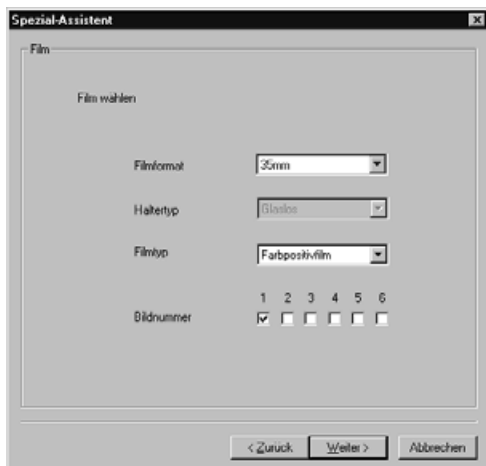 Spezial-Assistent
Film
Film wählen
Filmformat 35mm
Haltertyp Glaslos
Filmtyp Farbpositivfilm
1 2 3 4 5 6
Bildnummer
< Zurück Weiter > Abbrechen